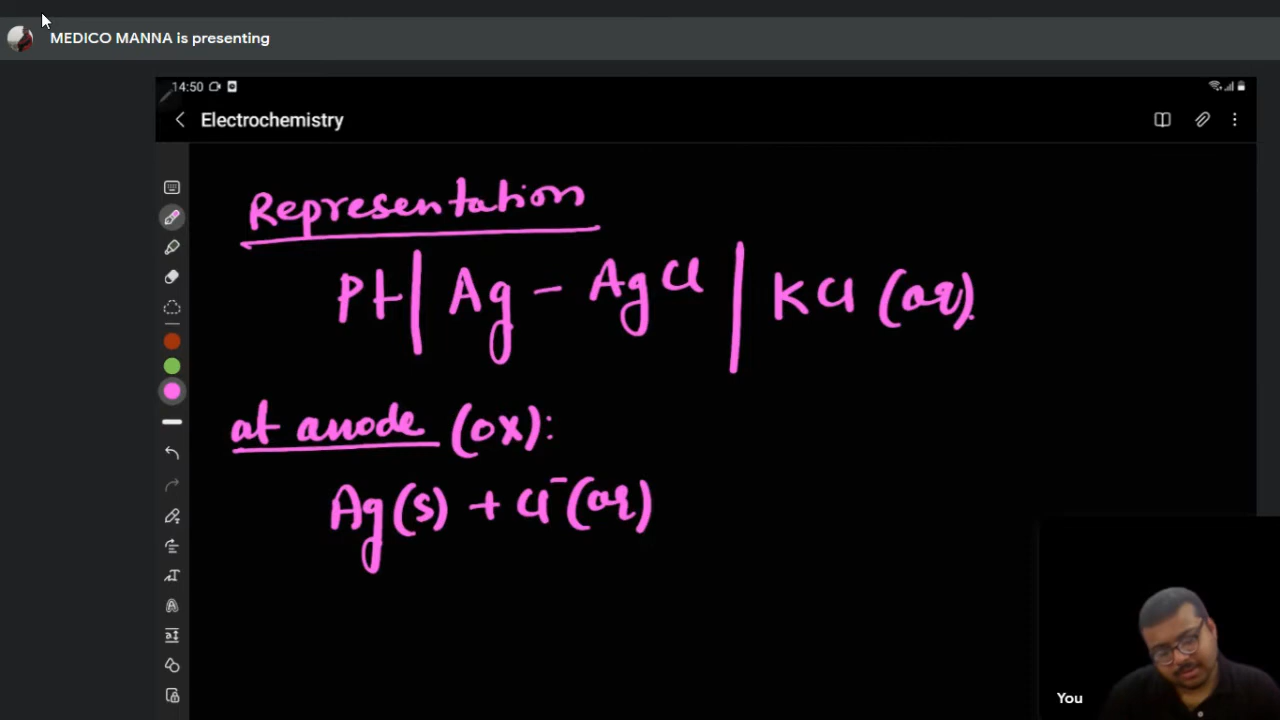 MEDICO MANNA is presenting
14:50
Electrochemistry
Representation
Pt | Ag - AgCl | KCl (aq).
at anode (ox):
Ag(s) + Cl⁻(aq)
You